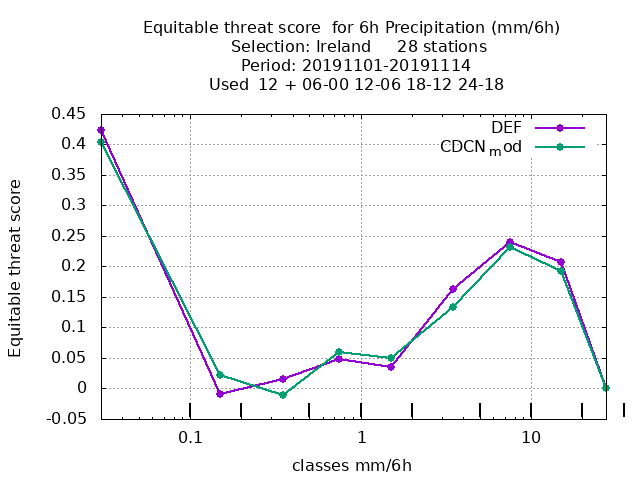 Equitable threat score  for 6h Precipitation (mm/6h)
Selection: Ireland     28 stations
Period: 20191101-20191114
Used  12 + 06-00 12-06 18-12 24-18
DEF
CDCNmod
0.45
0.4
0.35
0.3
0.25
0.2
0.15
0.1
0.05
0
-0.05
Equitable threat score
0.1
1
10
classes mm/6h